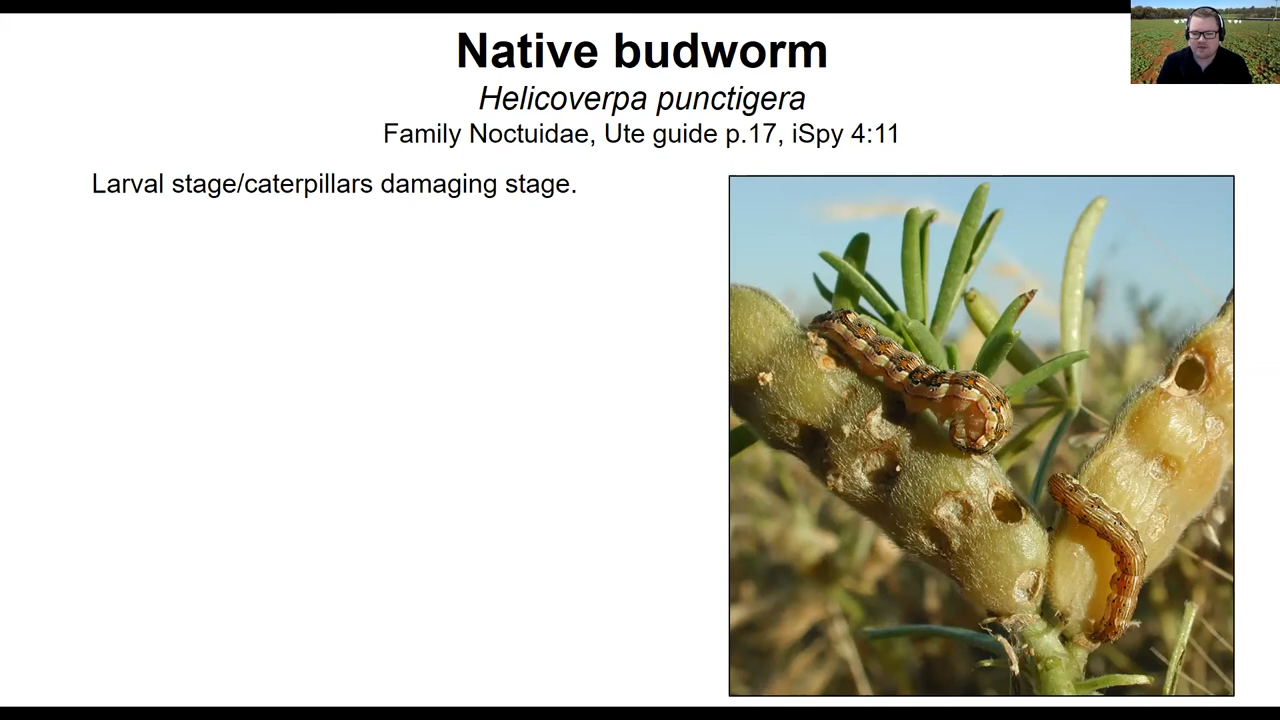 Native budworm
Helicoverpa punctigera
Family Noctuidae, Ute guide p.17, iSpy 4:11
Larval stage/caterpillars damaging stage.